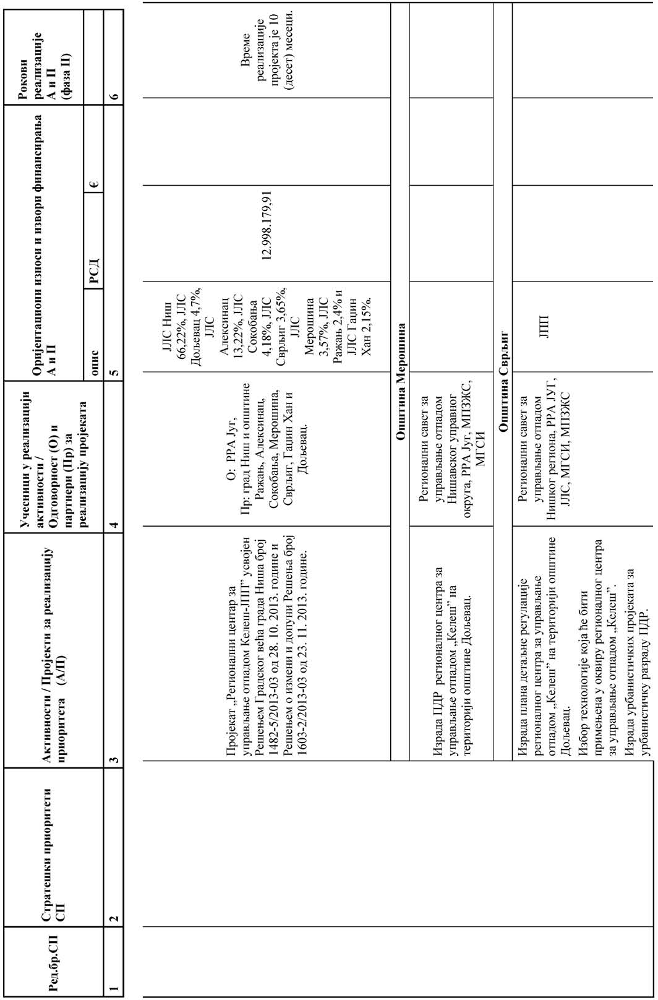 Ред.бр.СП
Стратешки приоритети
СП
Активности / Пројекти за реализацију
приоритета (А/П)
Учесници у реализацији
активности /
Одговорност (О) и
партнери (Пр) за
реализацију пројеката
Оријентациони износи и извори финансирања
А и П
опис
РСД
€
Рокови
реализације
А и П
(фаза II)
1
2
3
4
5
6
Пројекат „Регионални центар за
управљање отпадом Келеш-ЈПП” усвојен
Решењем Градског већа града Ниша број
1482-5/2013-03 од 28. 10. 2013. године и
Решењем о измени и допуни Решења број
1603-2/2013-03 од 23. 11. 2013. године.
О: РРА Југ,
Пр: град Ниш и општине
Ражањ, Алексинац,
Сокобања, Мерошина,
Сврљиг, Гаџин Хан и
Дољевац.
ЈЛС Ниш
66,22%, ЈЛС
Дољевац 4,7%,
ЈЛС
Алексинац
13,22%, ЈЛС
Сокобања
4,18%, ЈЛС
Сврљиг 3,65%,
ЈЛС
Мерошина
3,57%, ЈЛС
Ражањ 2,4% и
ЈЛС Гаџин
Хан 2,15%.
12.998.179,91
Време
реализације
пројекта је 10
(десет) месеци.
Општина Мерошина
Израда ПДР регионалног центра за
управљање отпадом „Келеш” на
територији општине Дољевац.
Регионални савет за
управљање отпадом
Нишавског управног
округа, РРА Југ, МПЗЖС,
МГСИ
Општина Сврљиг
Израда плана детаљне регулације
регионалног центра за управљање
отпадом „Келеш” на територији општине
Дољевац.
Избор технологије која ће бити
примењена у оквиру регионалног центра
за управљање отпадом „Келеш”.
Израда урбанистичких пројеката за
урбанистичку разраду ПДР.
Регионални савет за
управљање отпадом
Нишког региона, РРА ЈУГ,
ЈЛС, МГСИ, МПЗЖС
ЈПП